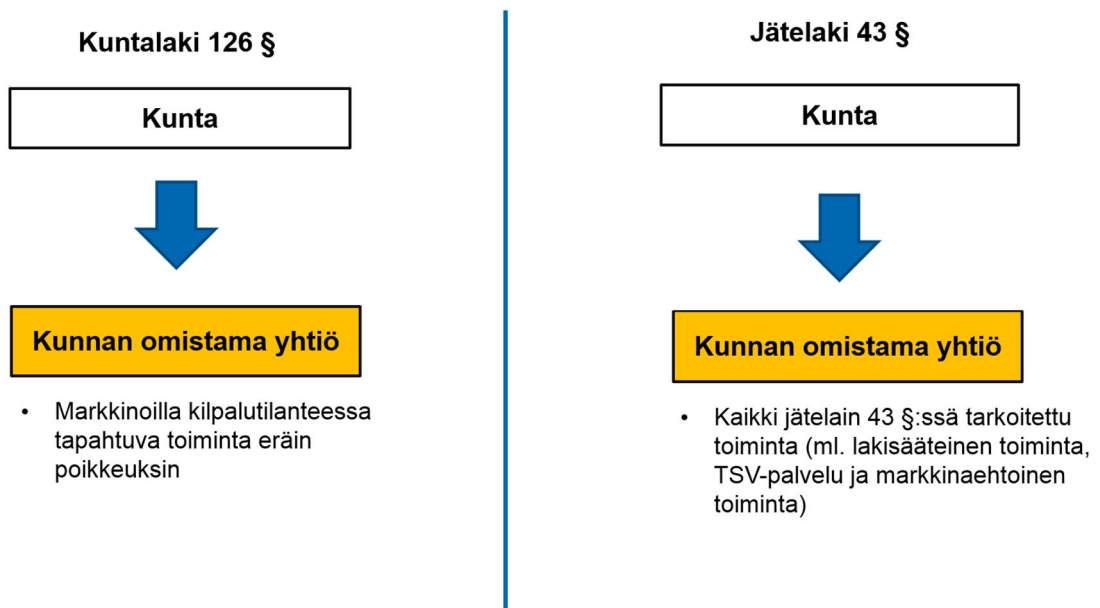 Kuntalaki 126 §
Kunta
Kunnan omistama yhtiö
• Markkinoilla kilpalutilanteessa
tapahtuva toiminta eräin
poikkeuksin
Jätelaki 43 §
Kunta
Kunnan omistama yhtiö
• Kaikki jätelain 43 §:ssä tarkoitettu
toiminta (ml. lakisääteinen toiminta,
TSV-palvelu ja markkinaehtoinen
toiminta)